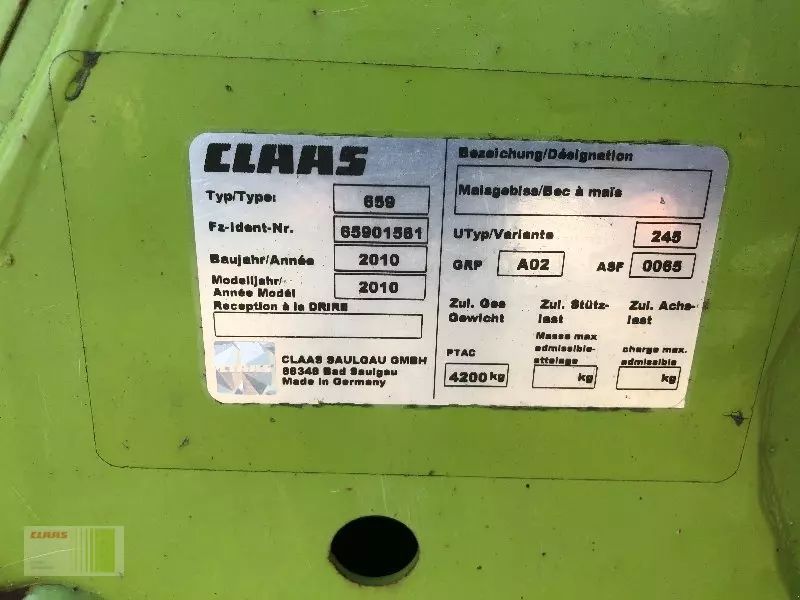 CLAAS
Typ/Type: 659
Fz-Ident-Nr. 65901561
Baujahr/Année 2010
Modelljahr/
Année Modèl 2010
Reception à la DRIRE
CLAAS
CLAAS SAULGAU GMBH
88348 Bad Saulgau
Made in Germany
Bezeichung/Désignation
Maisgebiss/Bec à maïs
UTyp/Variante 245
GRP A02 ASF 0065
Zul. Ges Gewicht
Zul. Stütz-last
Zul. Achs-last
PTAC
Masse max admissible-attelage
charge max. admissible
4200 kg
kg
kg
CLAAS